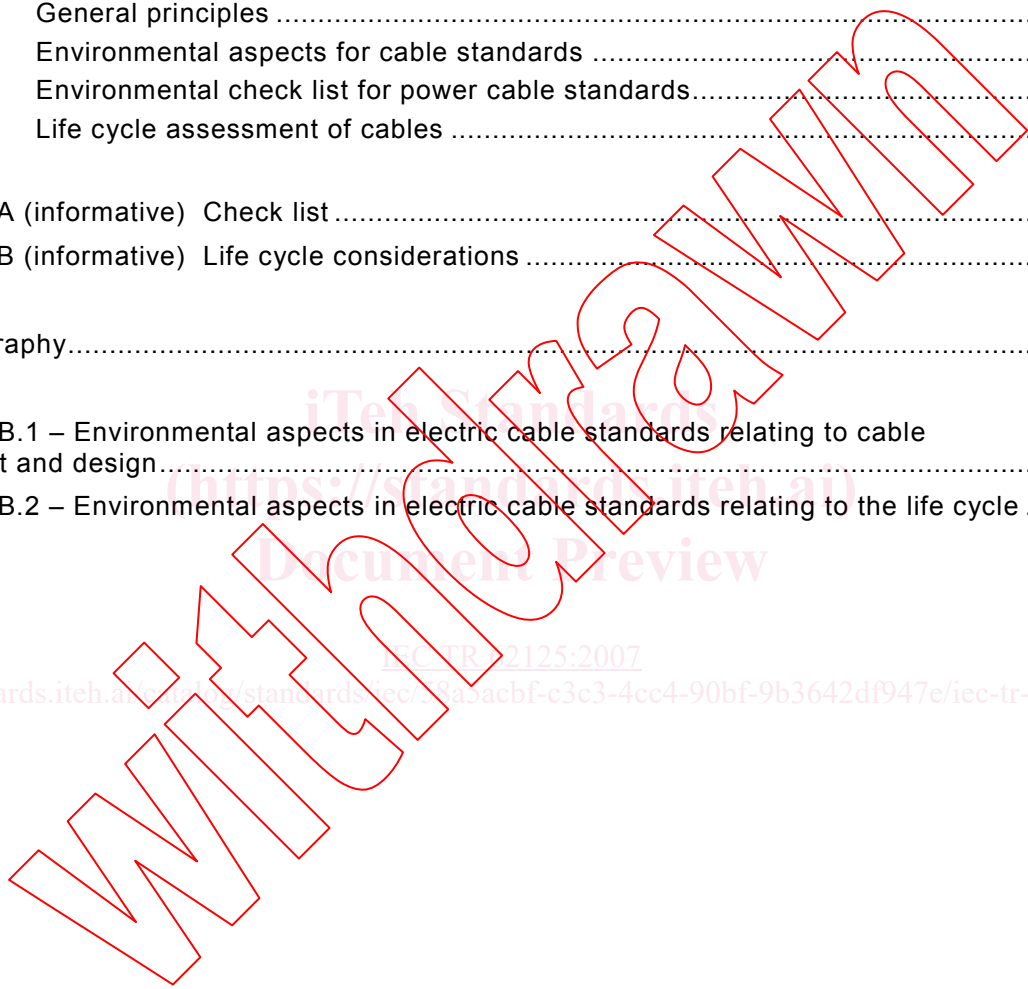 General principles ........................................................................
Environmental aspects for cable standards ........................................................
Environmental check list for power cable standards..........................................
Life cycle assessment of cables ........................................................................
A (informative) Check list ........................................................................
B (informative) Life cycle considerations ........................................................
raphy........................................................................
iTeh Standards
B.1 – Environmental aspects in electric cable standards relating to cable
t and design........................................................................
(https://standards.iteh.ai)
B.2 – Environmental aspects in electric cable standards relating to the life cycle .
Document Preview
IEC TR 62125:2007
ards.iteh.ai/catalog/standards/iec/58a5acbf-c3c3-4cc4-90bf-9b3642df947e/iec-tr-
withdrawn